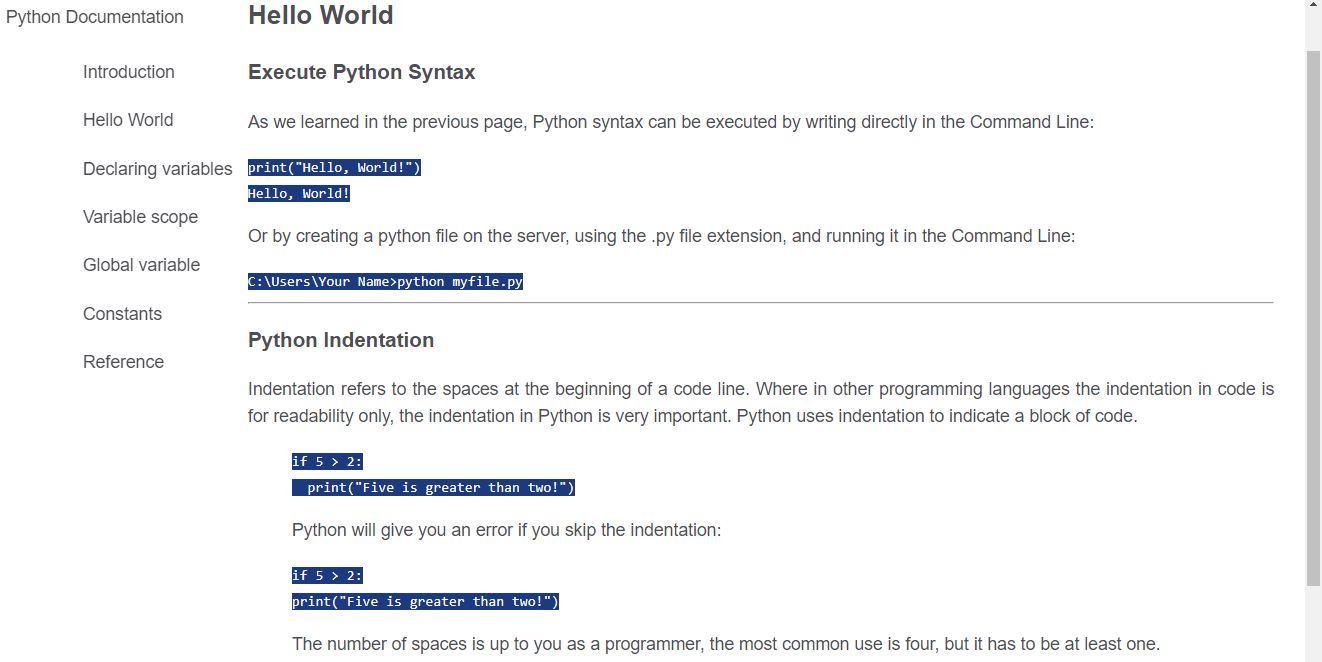 Python Documentation
Introduction
Hello World
Declaring variables
Variable scope
Global variable
Constants
Reference
Hello World
Execute Python Syntax
As we learned in the previous page, Python syntax can be executed by writing directly in the Command Line:
print("Hello, World!")
Hello, World!
Or by creating a python file on the server, using the .py file extension, and running it in the Command Line:
C:\Users\Your Name>python myfile.py
Python Indentation
Indentation refers to the spaces at the beginning of a code line. Where in other programming languages the indentation in code is
for readability only, the indentation in Python is very important. Python uses indentation to indicate a block of code.
if 5 > 2:
  print("Five is greater than two!")
Python will give you an error if you skip the indentation:
if 5 > 2:
print("Five is greater than two!")
The number of spaces is up to you as a programmer, the most common use is four, but it has to be at least one.